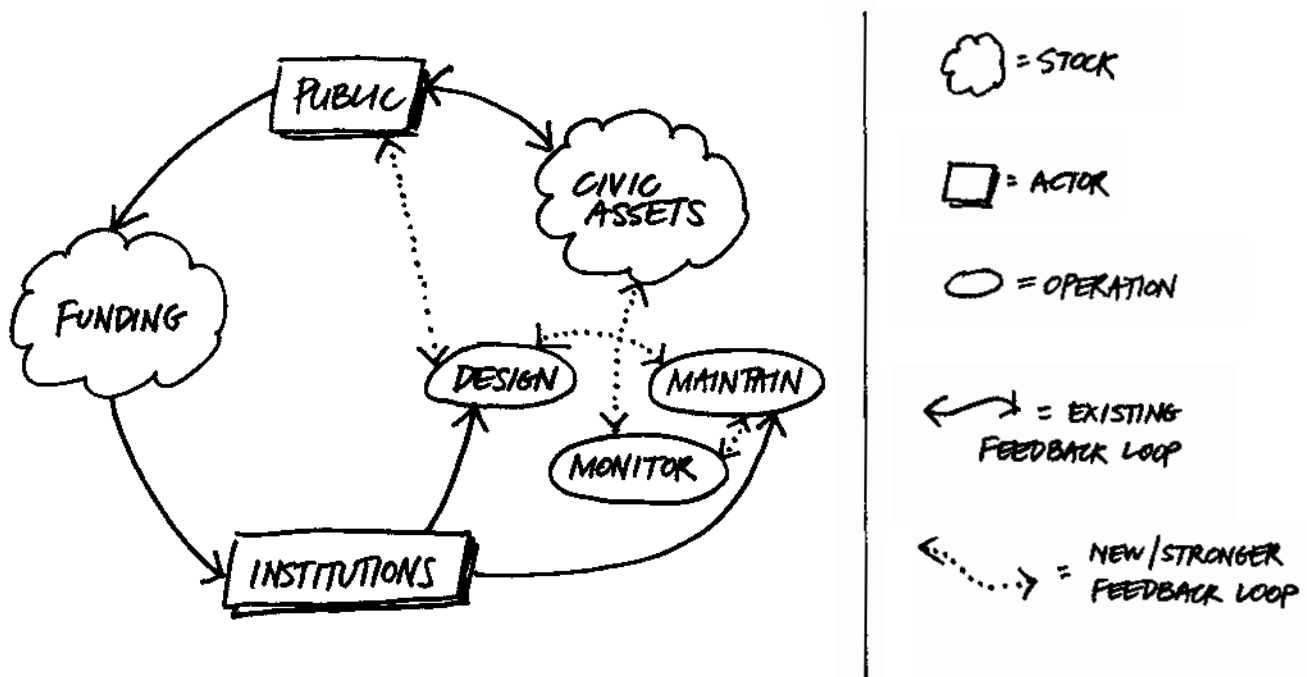 PUBLIC
CIVIC
ASSETS
FUNDING
DESIGN
MAINTAIN
MONITOR
INSTITUTIONS
= STOCK
= ACTOR
= OPERATION
= EXISTING
FEEDBACK LOOP
= NEW/STRONGER
FEEDBACK LOOP